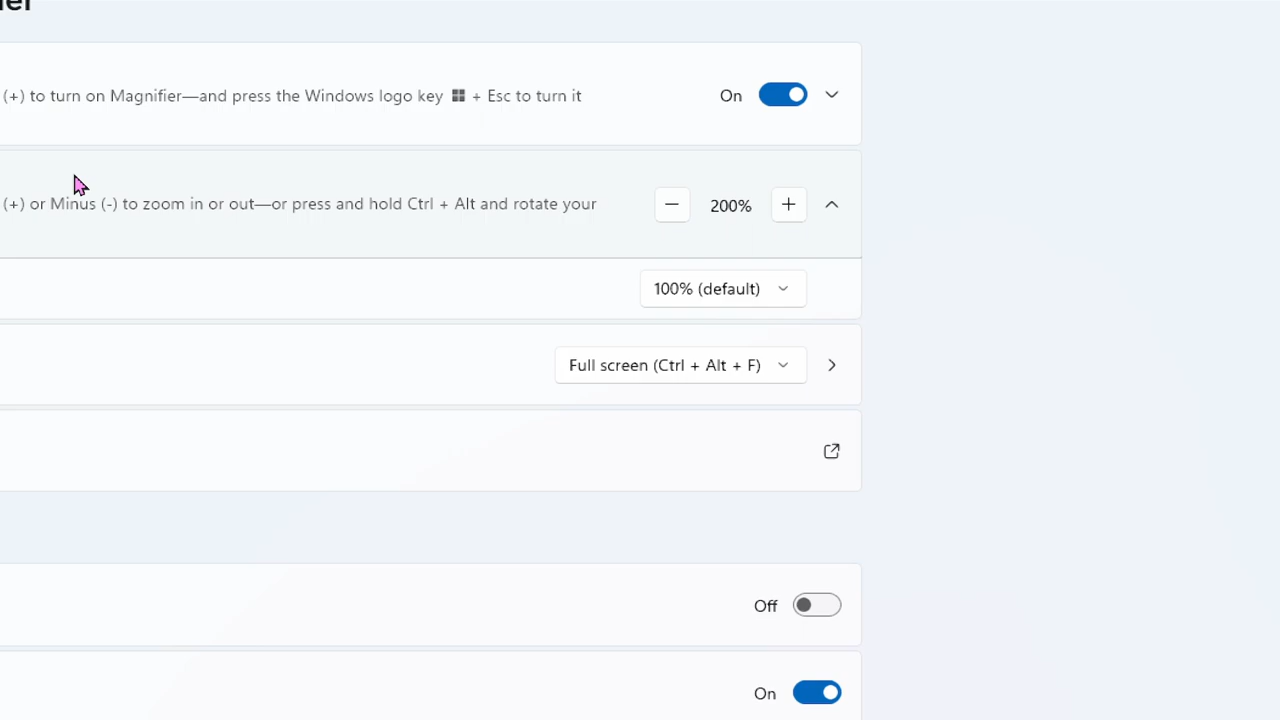 (+) to turn on Magnifier—and press the Windows logo key + Esc to turn it
On
(+) or Minus (-) to zoom in or out—or press and hold Ctrl + Alt and rotate your
200%
100% (default)
Full screen (Ctrl + Alt + F)
Off
On